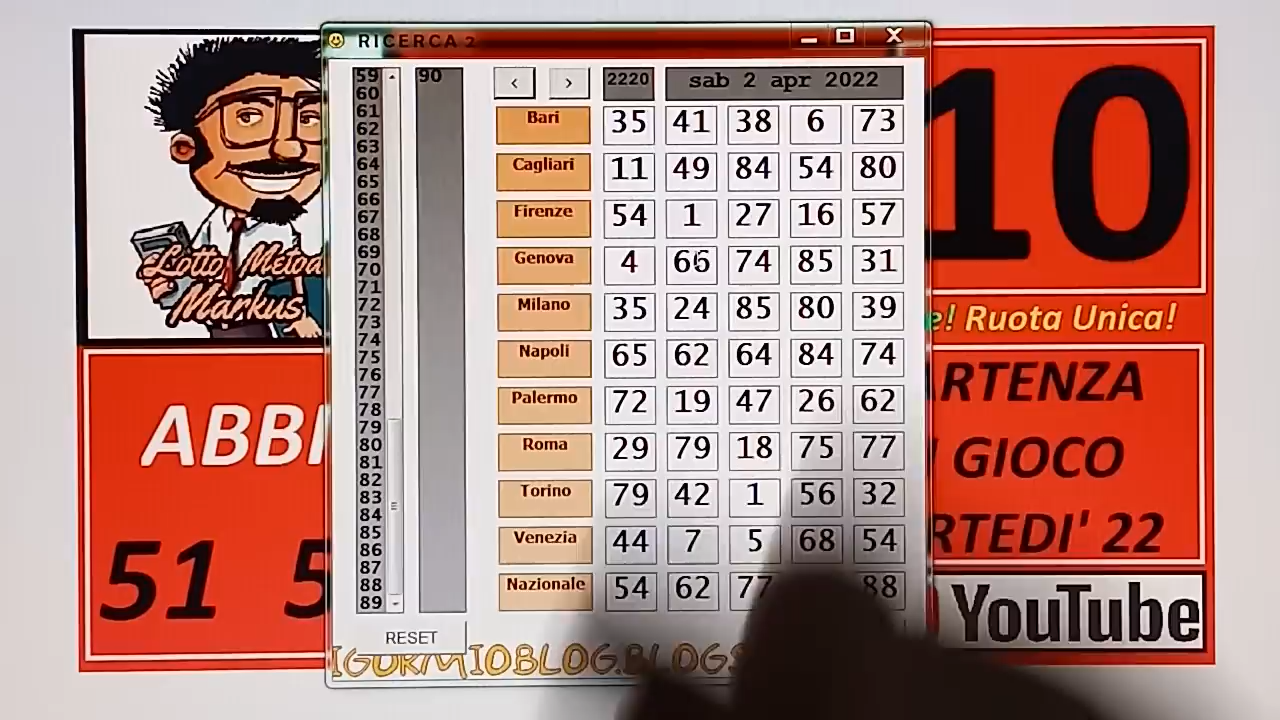 RICERCA 2
59
60
61
62
63
64
65
66
67
68
69
70
71
72
73
74
75
76
77
78
79
80
81
82
83
84
85
86
87
88
89
90
< > 2220 sab 2 apr 2022
Bari 35 41 38 6 73
Cagliari 11 49 84 54 80
Firenze 54 1 27 16 57
Genova 4 66 74 85 31
Milano 35 24 85 80 39
Napoli 65 62 64 84 74
Palermo 72 19 47 26 62
Roma 29 79 18 75 77
Torino 79 42 1 56 32
Venezia 44 7 5 68 54
Nazionale 54 62 77 88
RESET
IGORMIOBLOG.BLOGS
Lotto Metod
Markus
ABB
51 5
10
e! Ruota Unica!
ARTENZA
GIOCO
RTEDI' 22
YouTube